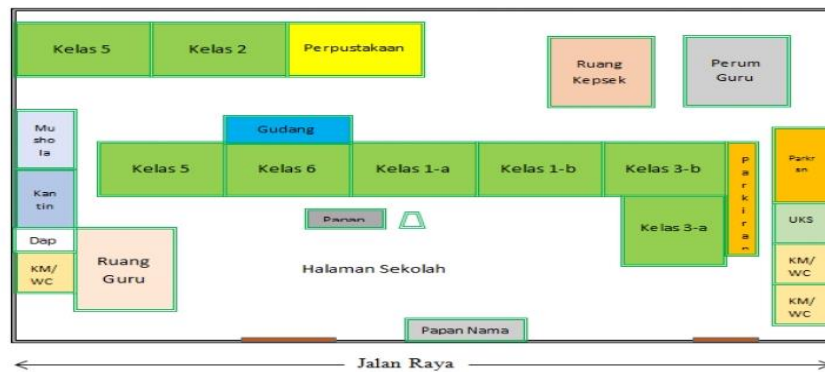 Kelas 5
Kelas 2
Perpustakaan
Ruang
Kepsek
Perum
Guru
Mu
sho
la
Gudang
Kelas 5
Kelas 6
Kelas 1-a
Kelas 1-b
Kelas 3-b
P
a
r
k
i
r
a
n
Parkir
an
Kan
tin
Kelas 3-a
UKS
Dap
Ruang
Guru
KM/
WC
Halaman Sekolah
KM/
WC
KM/
WC
Papan Nama
Jalan Raya